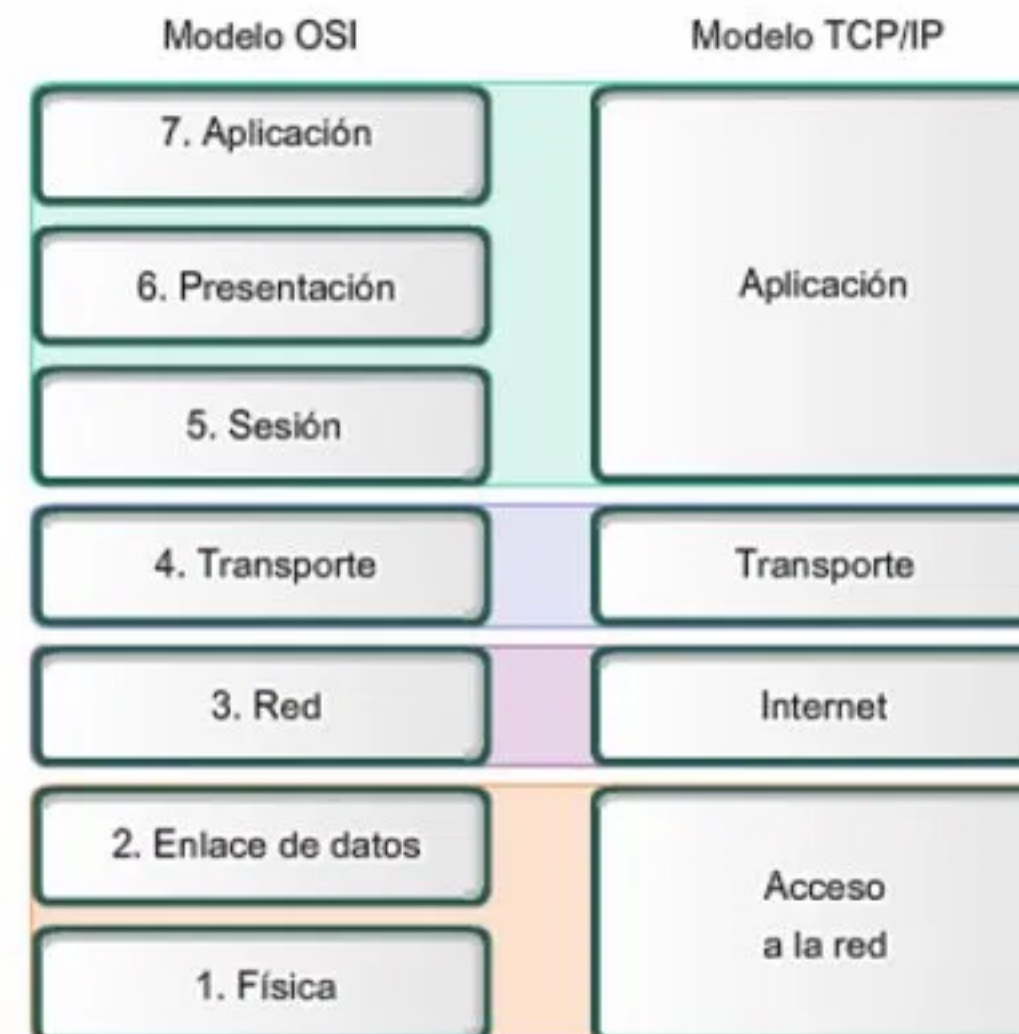 Modelo OSI
Modelo TCP/IP
7. Aplicación
6. Presentación
5. Sesión
Aplicación
4. Transporte
Transporte
3. Red
Internet
2. Enlace de datos
1. Física
Acceso
a la red